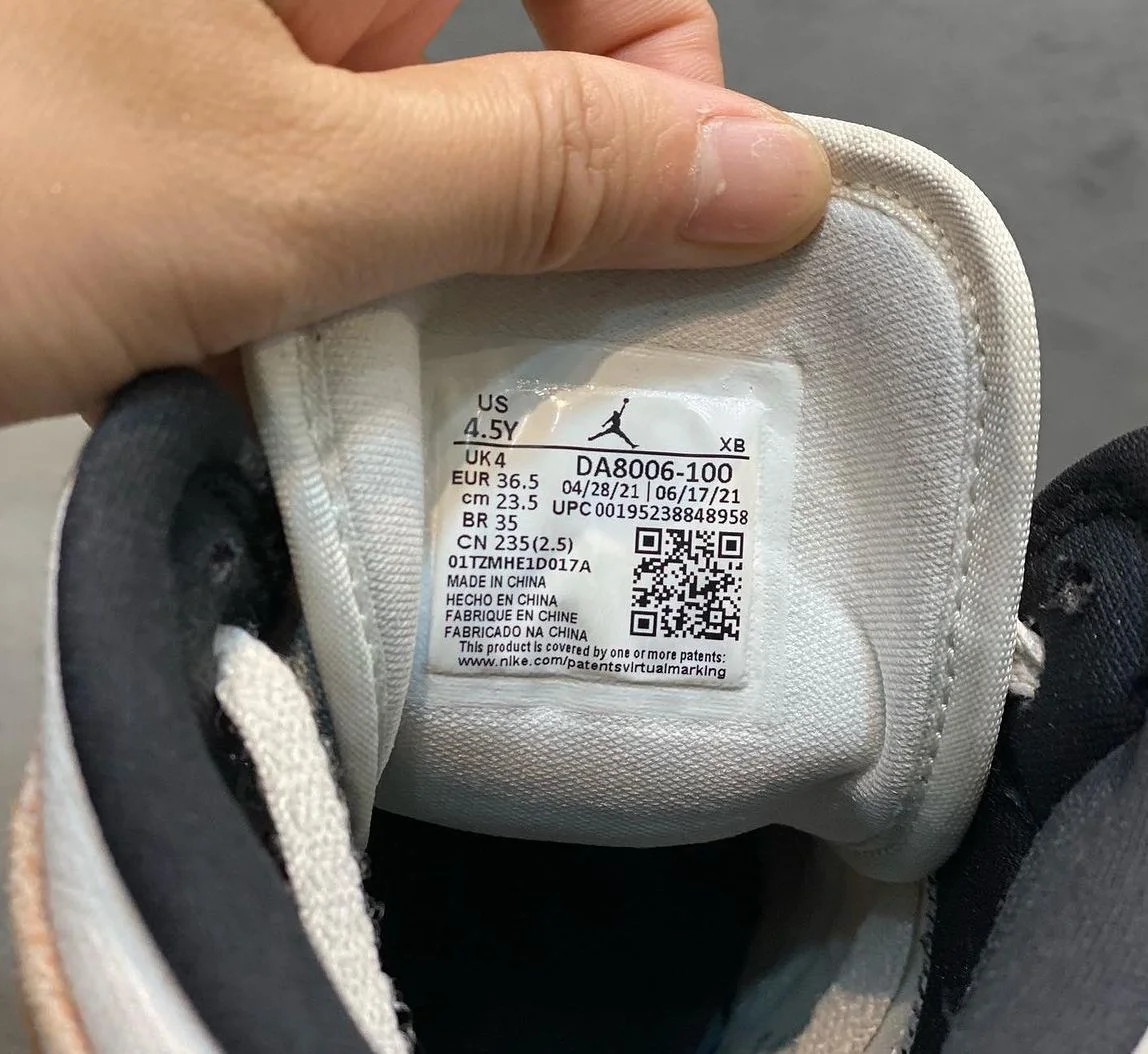 US
4.5Y
XB
UK 4
DA8006-100
EUR 36.5
04/28/21 | 06/17/21
cm 23.5
UPC 00195238848958
BR 35
CN 235(2.5)
01TZMHE1D017A
MADE IN CHINA
HECHO EN CHINA
FABRIQUE EN CHINE
FABRICADO NA CHINA
This product is covered by one or more patents:
www.nike.com/patentsvirtualmarking